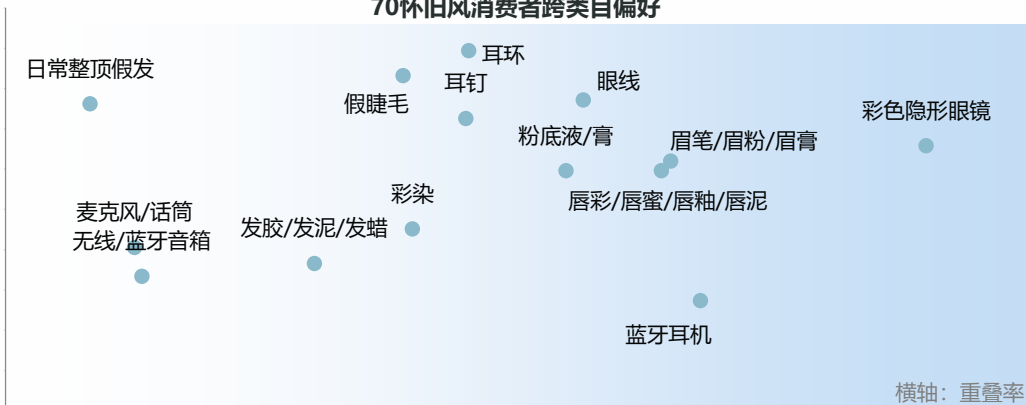 70怀旧风消费者跨类目偏好
耳环
日常整顶假发
耳钉
眼线
假睫毛
彩色隐形眼镜
粉底液/膏
眉笔/眉粉/眉膏
彩染
唇彩/唇蜜/唇釉/唇泥
麦克风/话筒
发胶/发泥/发蜡
无线/蓝牙音箱
蓝牙耳机
横轴：重叠率